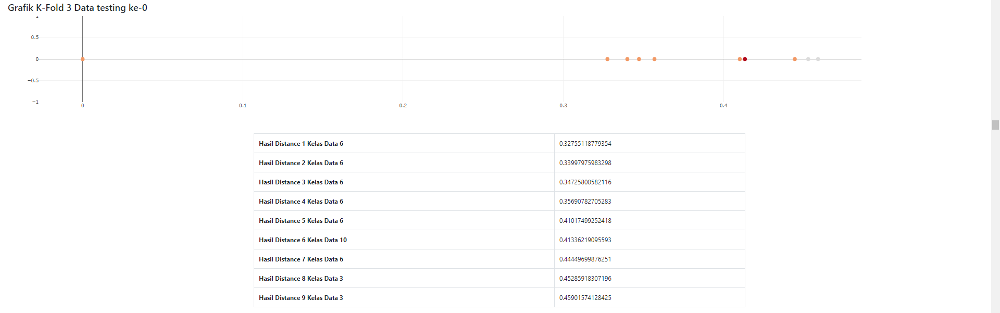 Grafik K-Fold 3 Data testing ke-0
1
0.5
0
−0.5
−1
0 0.1 0.2 0.3 0.4
Hasil Distance 1 Kelas Data 6 0.32755118779354
Hasil Distance 2 Kelas Data 6 0.33997975983298
Hasil Distance 3 Kelas Data 6 0.34725800582116
Hasil Distance 4 Kelas Data 6 0.35690782705283
Hasil Distance 5 Kelas Data 6 0.41017499252418
Hasil Distance 6 Kelas Data 10 0.41336219095593
Hasil Distance 7 Kelas Data 6 0.44449699876251
Hasil Distance 8 Kelas Data 3 0.45285918307196
Hasil Distance 9 Kelas Data 3 0.45901574128425